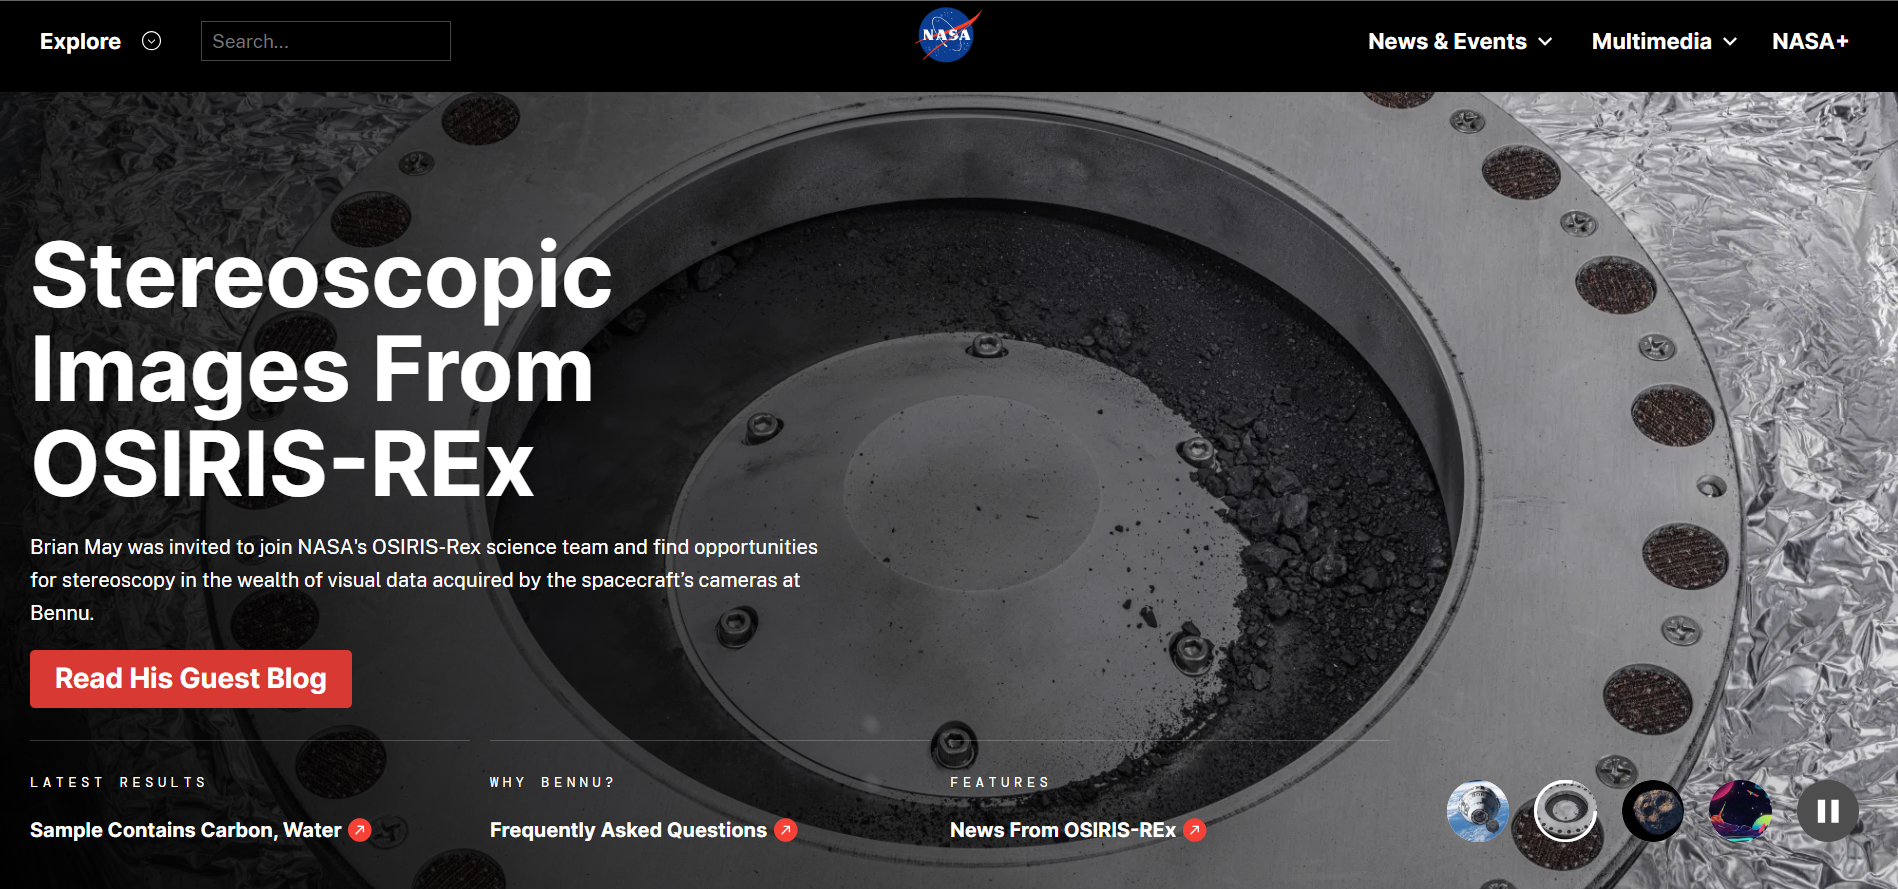 Explore
Search...
NASA
News & Events
Multimedia
NASA+
Stereoscopic
Images From
OSIRIS-REx
Brian May was invited to join NASA's OSIRIS-Rex science team and find opportunities
for stereoscopy in the wealth of visual data acquired by the spacecraft’s cameras at
Bennu.
Read His Guest Blog
LATEST RESULTS
Sample Contains Carbon, Water
WHY BENNU?
Frequently Asked Questions
FEATURES
News From OSIRIS-REx